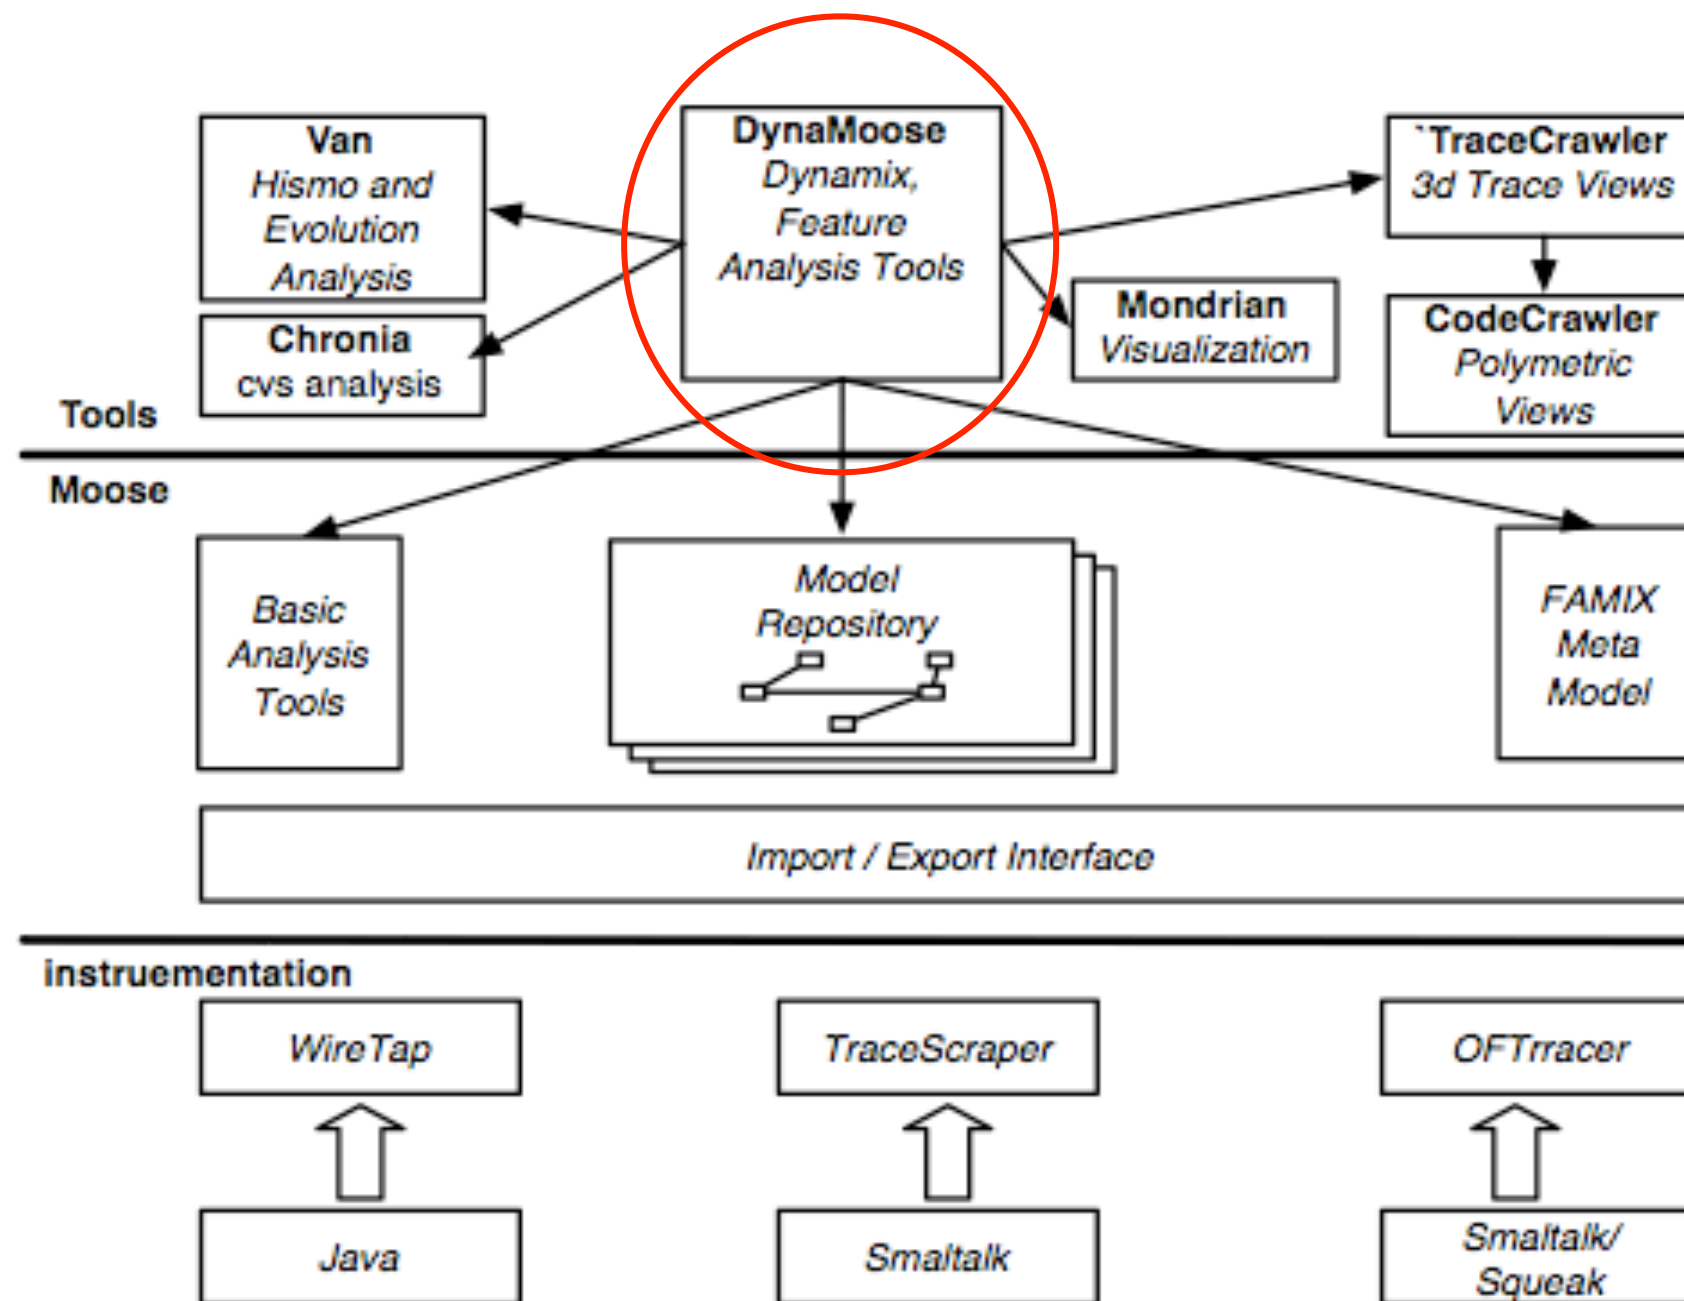 Van
Hismo and
Evolution
Analysis
Chronia
cvs analysis
DynaMoose
Dynamix,
Feature
Analysis Tools
Mondrian
Visualization
`TraceCrawler
3d Trace Views
CodeCrawler
Polymetric
Views
Tools
Moose
Basic
Analysis
Tools
Model
Repository
FAMIX
Meta
Model
Import / Export Interface
instruementation
WireTap
TraceScraper
OFTrracer
Java
Smaltalk
Smaltalk/
Squeak